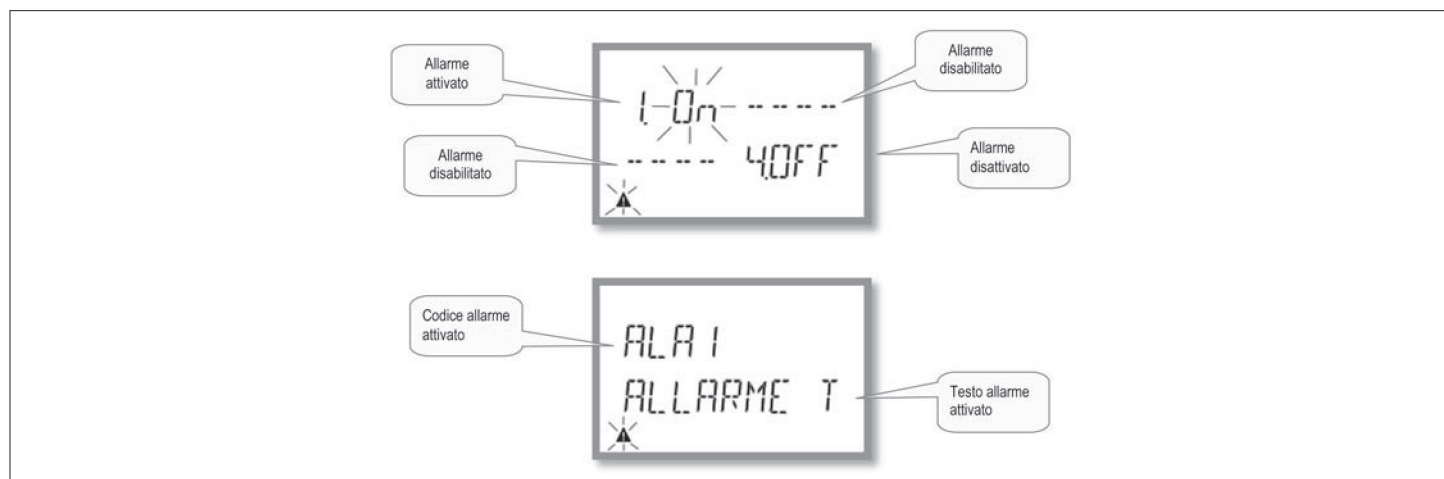 Allarme
attivato
Allarme
disabilitato
1. On ----
Allarme
disabilitato
---- 4.OFF
Allarme
disattivato
Codice allarme
attivato
ALA1
ALLARME T
Testo allarme
attivato